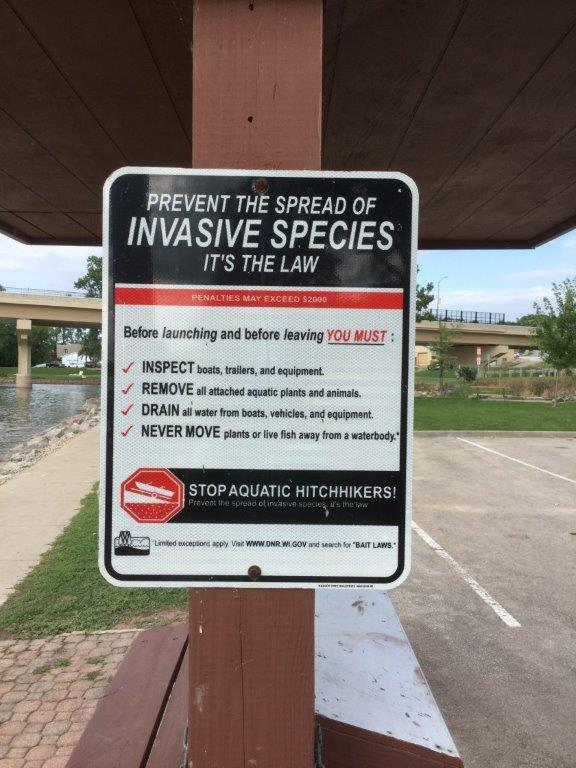 PREVENT THE SPREAD OF
INVASIVE SPECIES
IT'S THE LAW
PENALTIES MAY EXCEED $2000
Before launching and before leaving YOU MUST :
INSPECT boats, trailers, and equipment.
REMOVE all attached aquatic plants and animals.
DRAIN all water from boats, vehicles, and equipment.
NEVER MOVE plants or live fish away from a waterbody.*
STOP AQUATIC HITCHHIKERS!
Prevent the spread of invasive species, it's the law
*Limited exceptions apply. Visit WWW.DNR.WI.GOV and search for "BAIT LAWS."